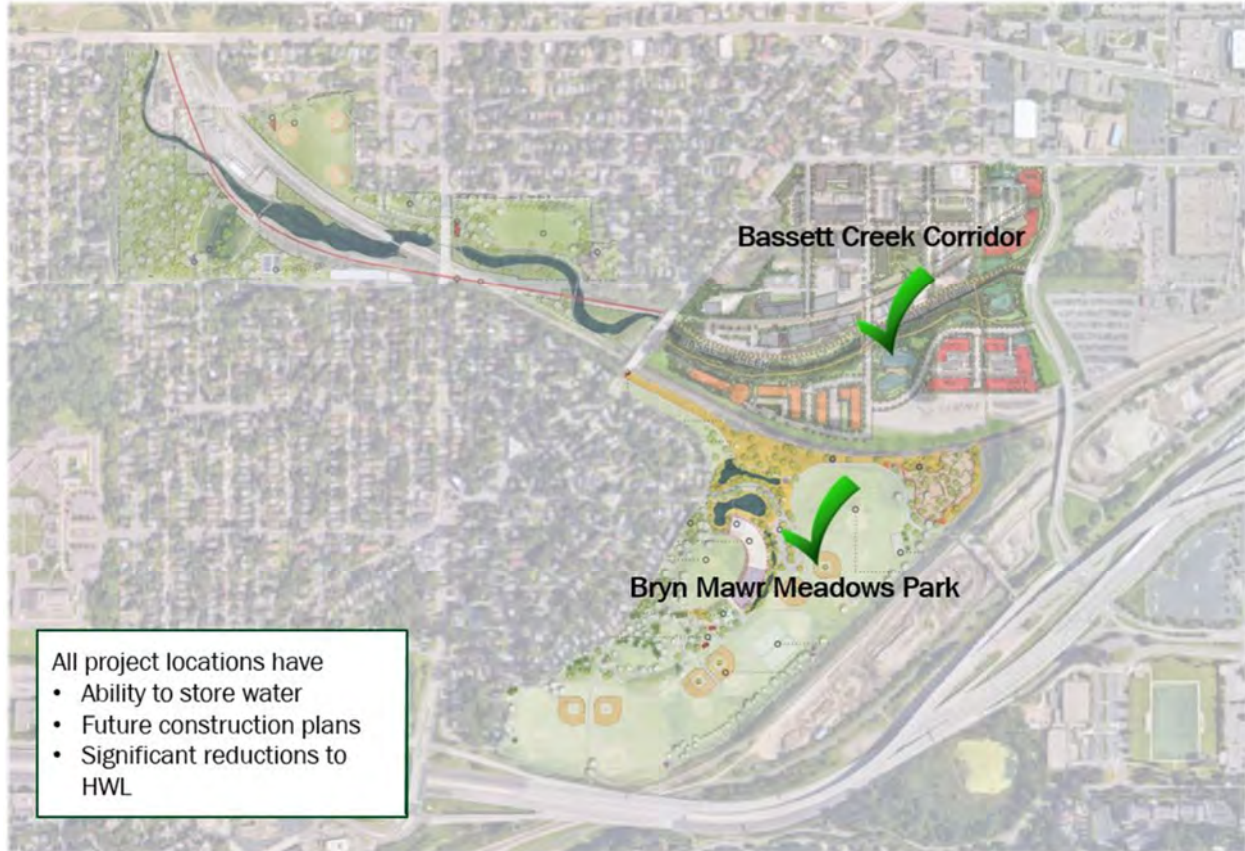 Bassett Creek Corridor
Bryn Mawr Meadows Park
All project locations have
• Ability to store water
• Future construction plans
• Significant reductions to
HWL